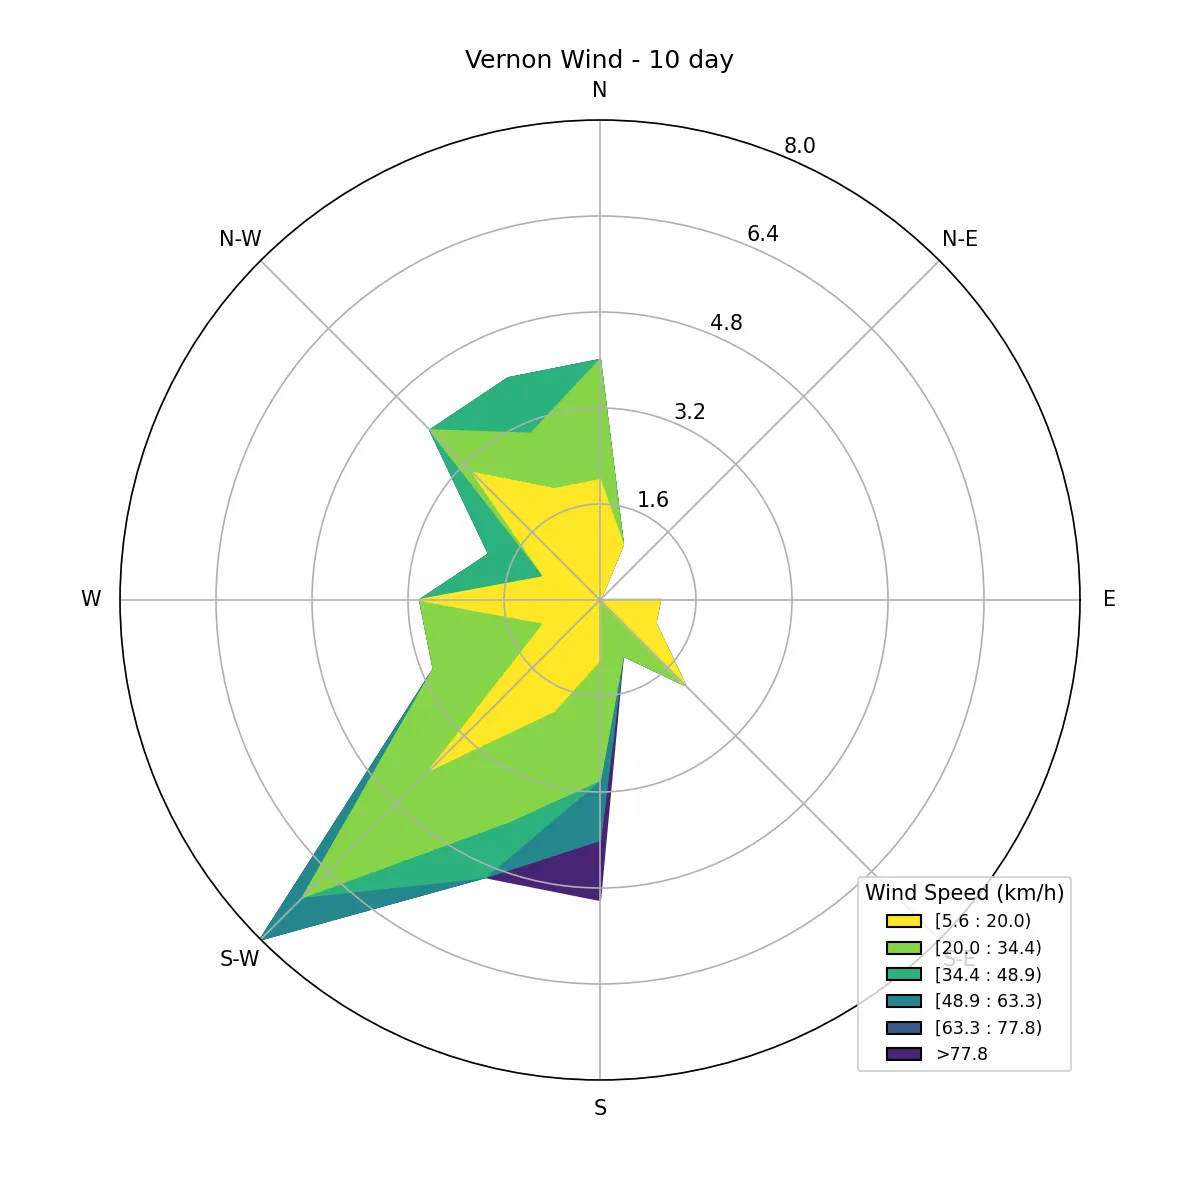 Vernon Wind - 10 day
N
8.0
6.4
N-W
N-E
4.8
3.2
1.6
W
E
Wind Speed (km/h)
[5.6 : 20.0)
[20.0 : 34.4)
S-W
S-E
[34.4 : 48.9)
[48.9 : 63.3)
[63.3 : 77.8)
>77.8
S